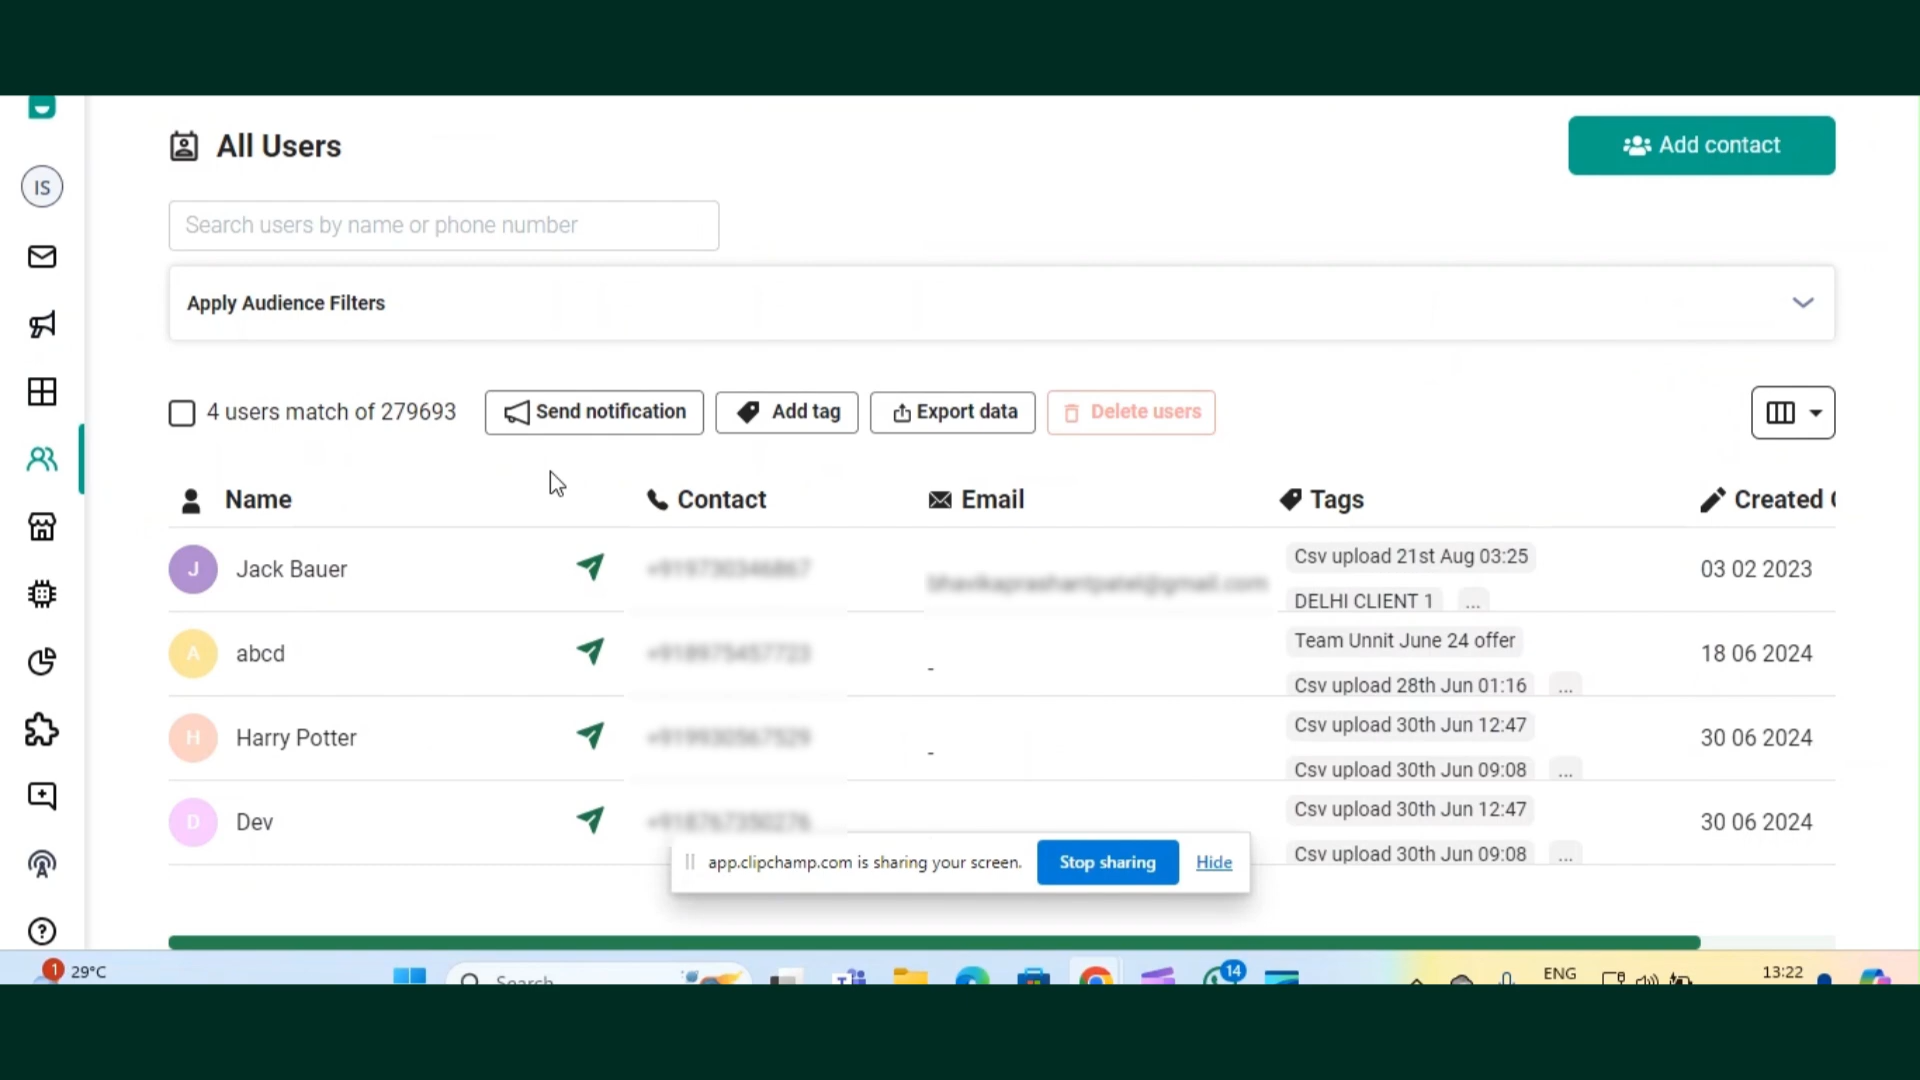 All Users
Add contact
IS
Search users by name or phone number
Apply Audience Filters
4 users match of 279693
Send notification
Add tag
Export data
Delete users
Name
Contact
Email
Tags
Created
J
Jack Bauer
Csv upload 21st Aug 03:25
DELHI CLIENT 1
...
03 02 2023
A
abcd
-
Team Unnit June 24 offer
Csv upload 28th Jun 01:16
...
18 06 2024
H
Harry Potter
-
Csv upload 30th Jun 12:47
Csv upload 30th Jun 09:08
...
30 06 2024
D
Dev
Csv upload 30th Jun 12:47
Csv upload 30th Jun 09:08
...
30 06 2024
app.clipchamp.com is sharing your screen.
Stop sharing
Hide
1
29°C
Search
14
ENG
13:22